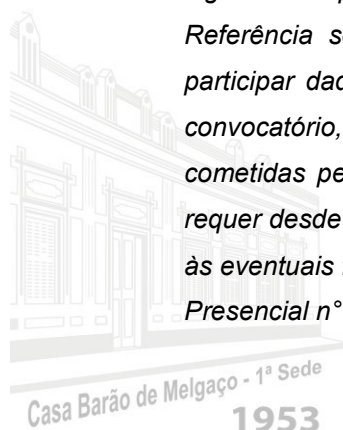 Referência s
participar dad
convocatório,
cometidas pe
requer desde
às eventuais
Presencial n°
Casa Barão de Melgaço - 1ª Sede
1953